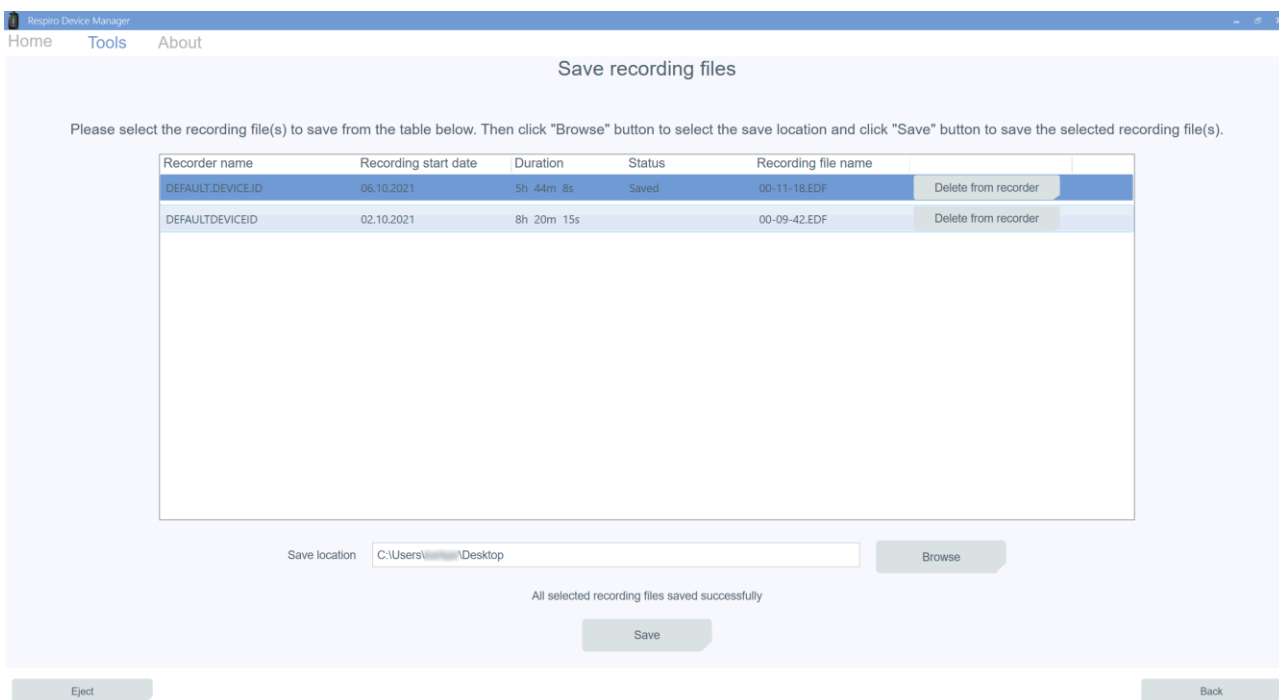 Respiro Device Manager
Home Tools About
Save recording files
Please select the recording file(s) to save from the table below. Then click "Browse" button to select the save location and click "Save" button to save the selected recording file(s).
Recorder name Recording start date Duration Status Recording file name
DEFAULT.DEVICE.ID 06.10.2021 5h 44m 8s Saved 00-11-18.EDF Delete from recorder
DEFAULTDEVICEID 02.10.2021 8h 20m 15s 00-09-42.EDF Delete from recorder
Save location C:\Users\ \Desktop Browse
All selected recording files saved successfully
Save
Eject Back